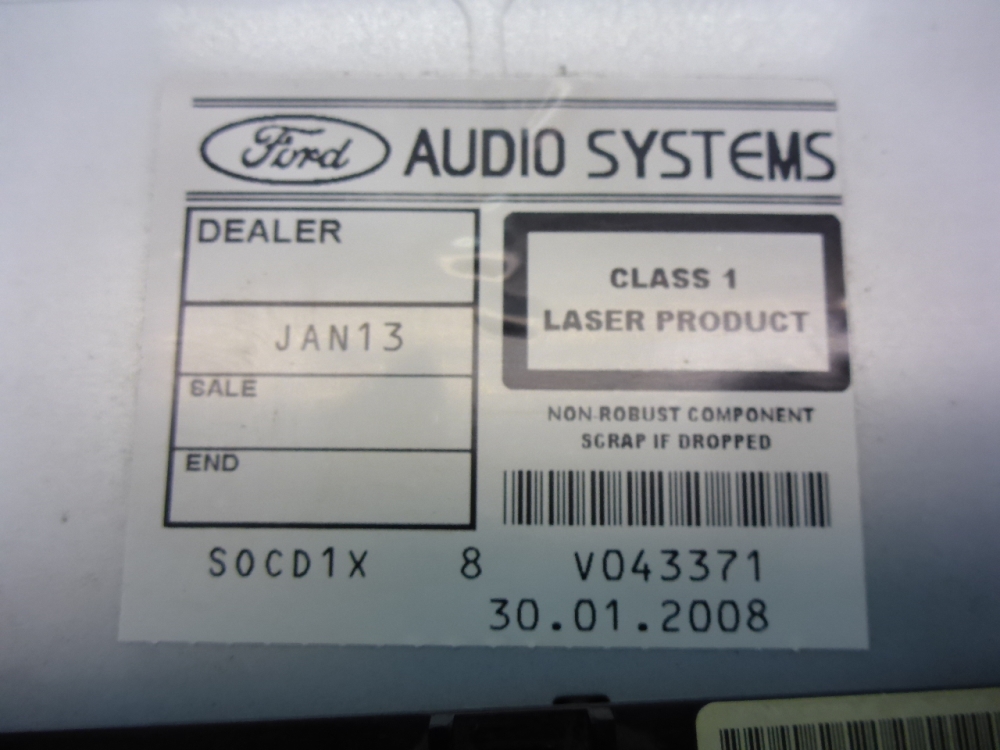 Ford AUDIO SYSTEMS
DEALER
JAN13
SALE
END
CLASS 1
LASER PRODUCT
NON-ROBUST COMPONENT
SCRAP IF DROPPED
SOCD1X 8 V043371
30.01.2008